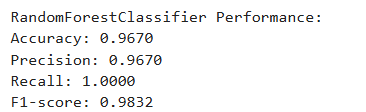 RandomForestClassifier Performance:
Accuracy: 0.9670
Precision: 0.9670
Recall: 1.0000
F1-score: 0.9832